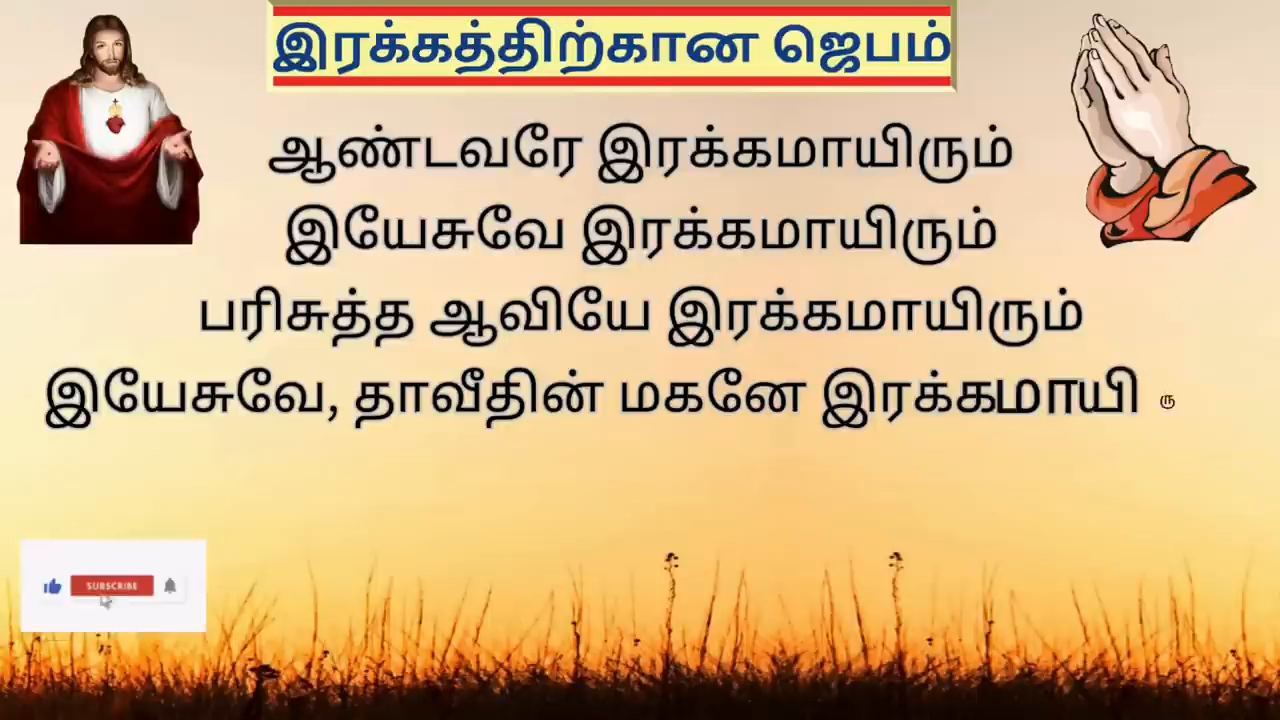 இரக்கத்திற்கான ஜெபம்
ஆண்டவரே இரக்கமாயிரும்
இயேசுவே இரக்கமாயிரும்
பரிசுத்த ஆவியே இரக்கமாயிரும்
இயேசுவே, தாவீதின் மகனே இரக்கமாயி ரு
SUBSCRIBE